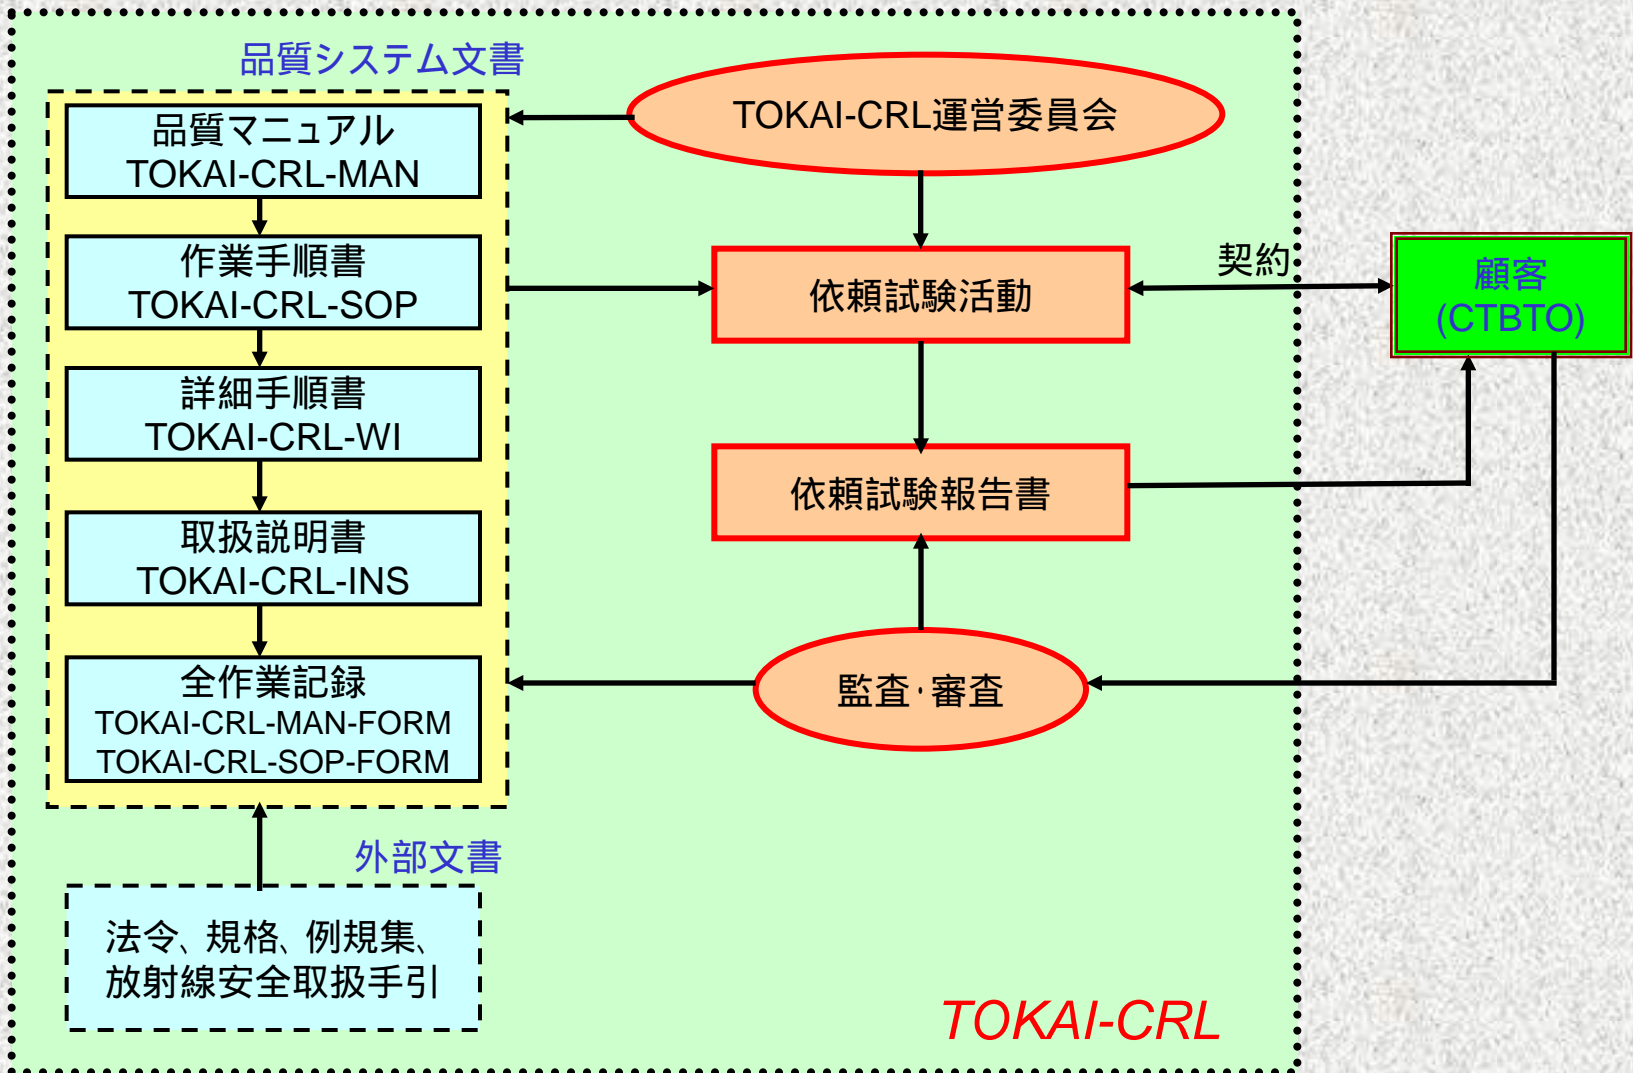 品質システム文書
品質マニュアル
TOKAI-CRL-MAN
作業手順書
TOKAI-CRL-SOP
詳細手順書
TOKAI-CRL-WI
取扱説明書
TOKAI-CRL-INS
全作業記録
TOKAI-CRL-MAN-FORM
TOKAI-CRL-SOP-FORM
外部文書
法令、規格、例規集、
放射線安全取扱手引
TOKAI-CRL運営委員会
依頼試験活動
依頼試験報告書
監査・審査
契約
顧客
(CTBTO)
TOKAI-CRL